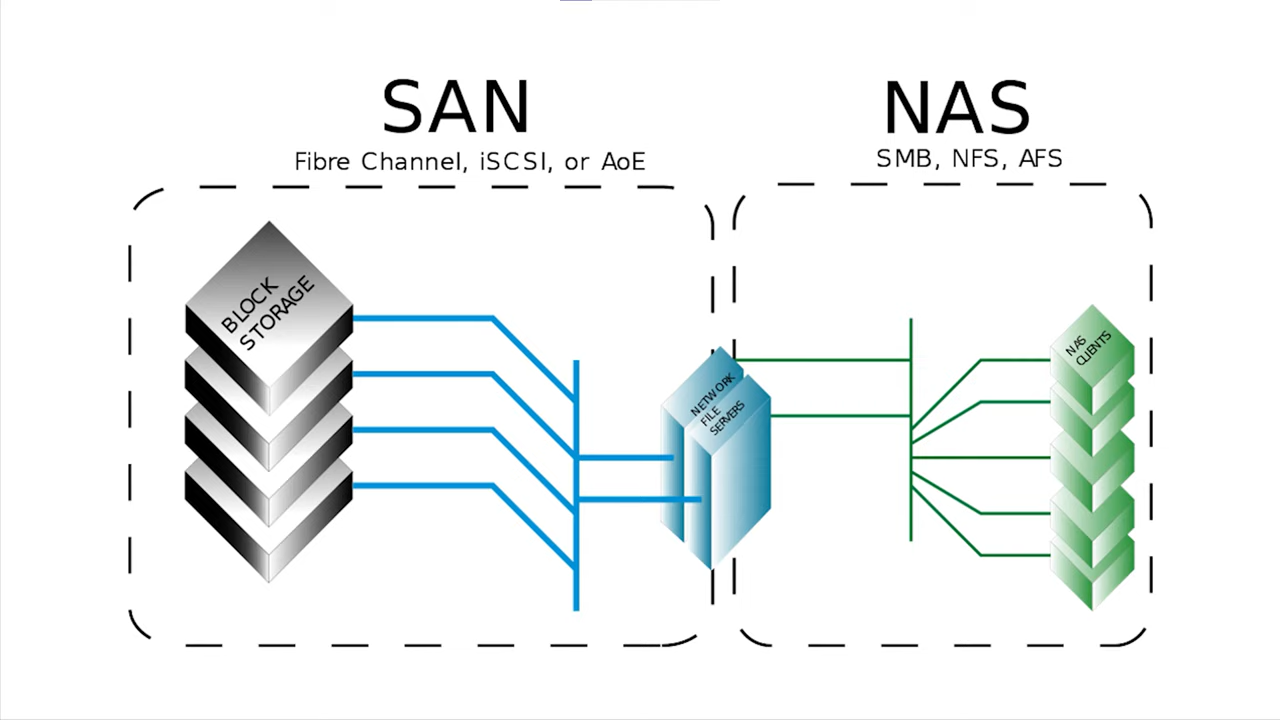 SAN
Fibre Channel, iSCSI, or AoE
NAS
SMB, NFS, AFS
BLOCK
STORAGE
NETWORK
FILE
SERVERS
NAS
CLIENTS